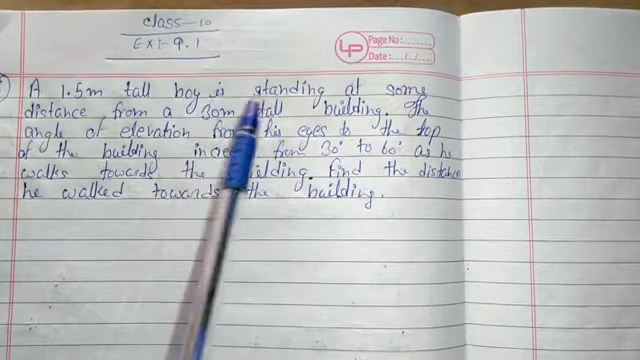 Class-10
Ex:-9.1
LP Page No:
Date:
A 1.5m tall boy is standing at some
distance from a 30m tall building. The
angle of elevation from his eyes to the top
of the building from 30° to 60° as he
walks towards the building. Find the distance
he walked towards the building.